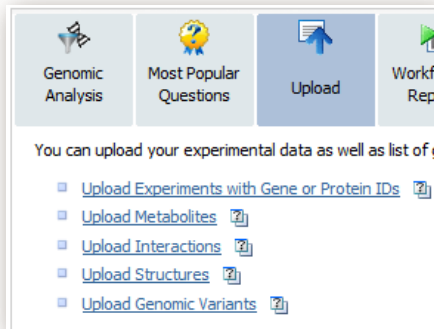 Genomic
Analysis
Most Popular
Questions
Upload
You can upload your experimental data as well as list of
Upload Experiments with Gene or Protein IDs
Upload Metabolites
Upload Interactions
Upload Structures
Upload Genomic Variants